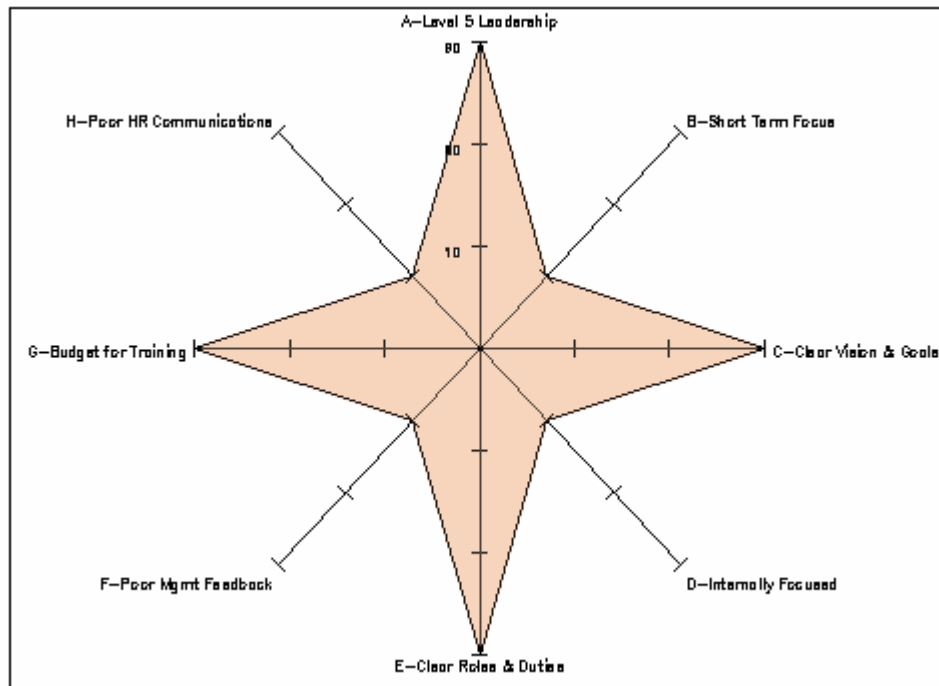 A-Level 5 Leadership
H-Poor HR Communications
B-Short Term Focus
10
G-Budget for Training
C-Clear Vision & Goals
F-Poor Mgmt Feedback
D-Internally Focused
E-Clear Roles & Duties